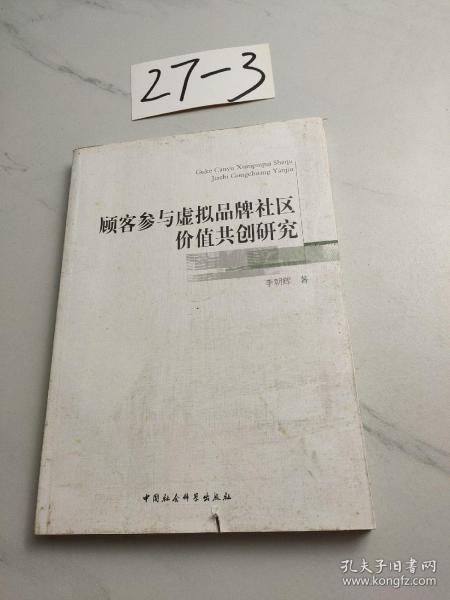 27-3
Guke Canyu Xunipinpai Shequ
Jiazhi Gongchuang Yanjiu
顾客参与虚拟品牌社区
价值共创研究
李朝辉 著
中国社会科学出版社
孔夫子旧书网
www.kongfz.com